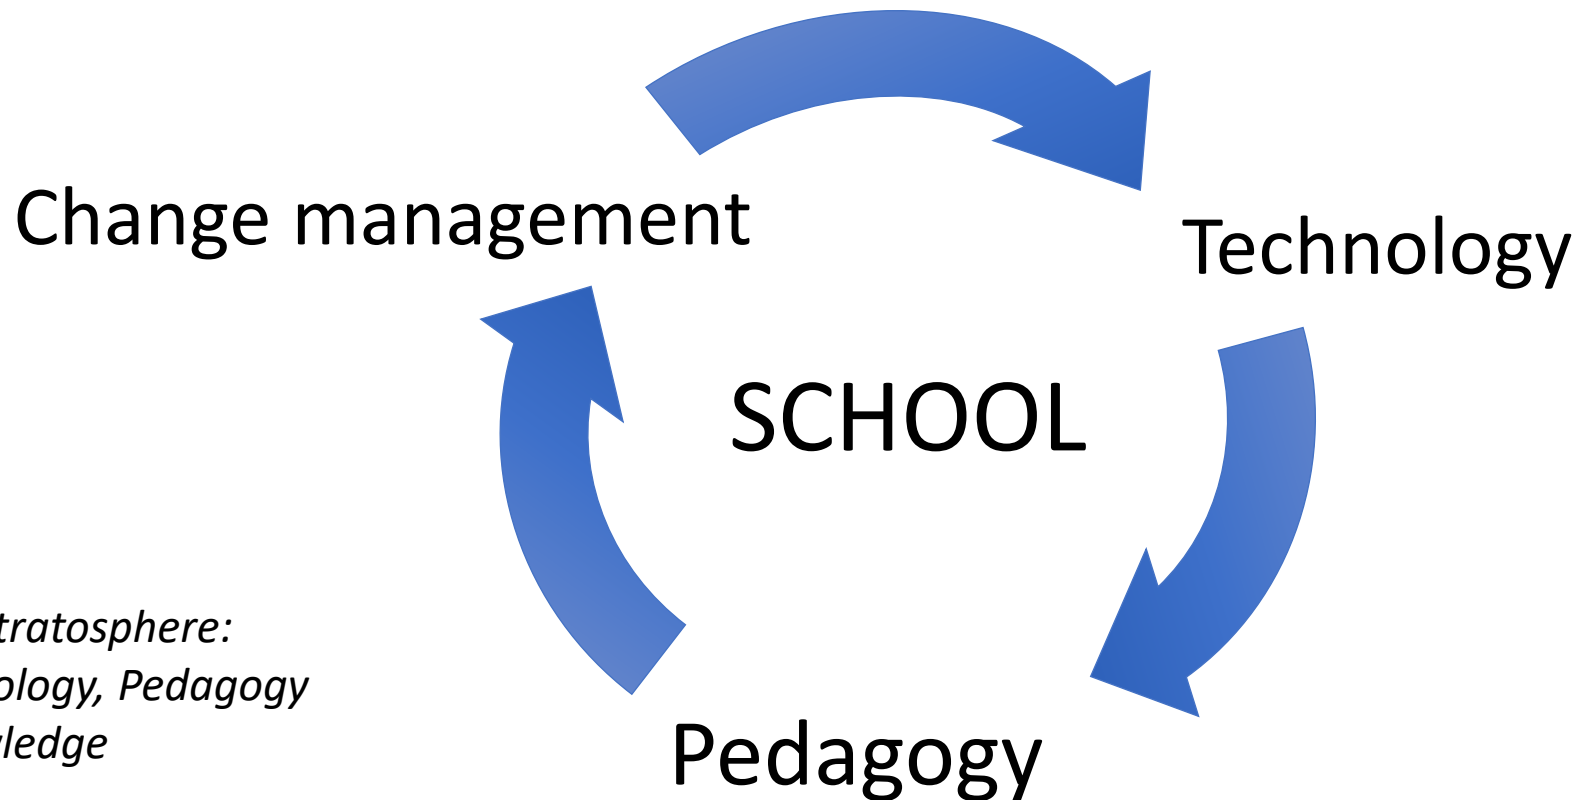 Change management
Technology
SCHOOL
tratosphere:
ology, Pedagogy
ledge
Pedagogy